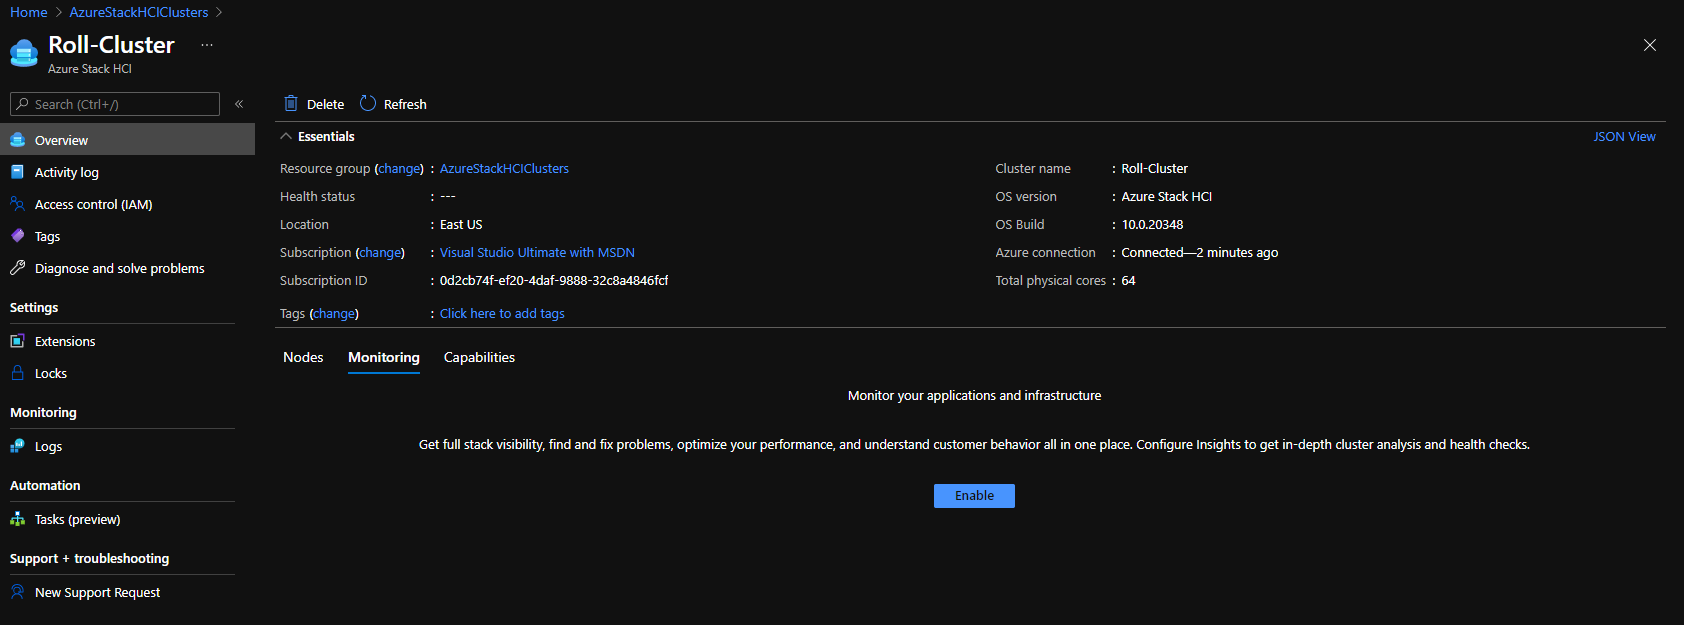 Home > AzureStackHCIClusters >
Roll-Cluster ...
Azure Stack HCI
Search (Ctrl+/) «
Overview
Activity log
Access control (IAM)
Tags
Diagnose and solve problems
Settings
Extensions
Locks
Monitoring
Logs
Automation
Tasks (preview)
Support + troubleshooting
New Support Request
Delete Refresh
Essentials JSON View
Resource group (change) : AzureStackHCIClusters
Health status : ---
Location : East US
Subscription (change) : Visual Studio Ultimate with MSDN
Subscription ID : 0d2cb74f-ef20-4daf-9888-32c8a4846fcf
Tags (change) : Click here to add tags
Cluster name : Roll-Cluster
OS version : Azure Stack HCI
OS Build : 10.0.20348
Azure connection : Connected—2 minutes ago
Total physical cores : 64
Nodes Monitoring Capabilities
Monitor your applications and infrastructure
Get full stack visibility, find and fix problems, optimize your performance, and understand customer behavior all in one place. Configure Insights to get in-depth cluster analysis and health checks.
Enable